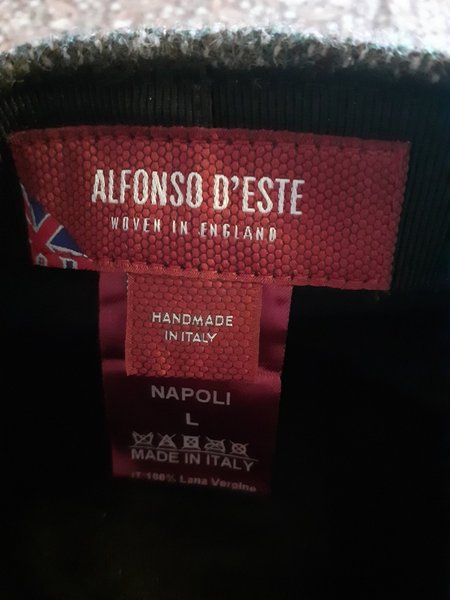 ALFONSO D'ESTE
WOVEN IN ENGLAND
HANDMADE
IN ITALY
NAPOLI
L
MADE IN ITALY
IT 100% Lana Vergine